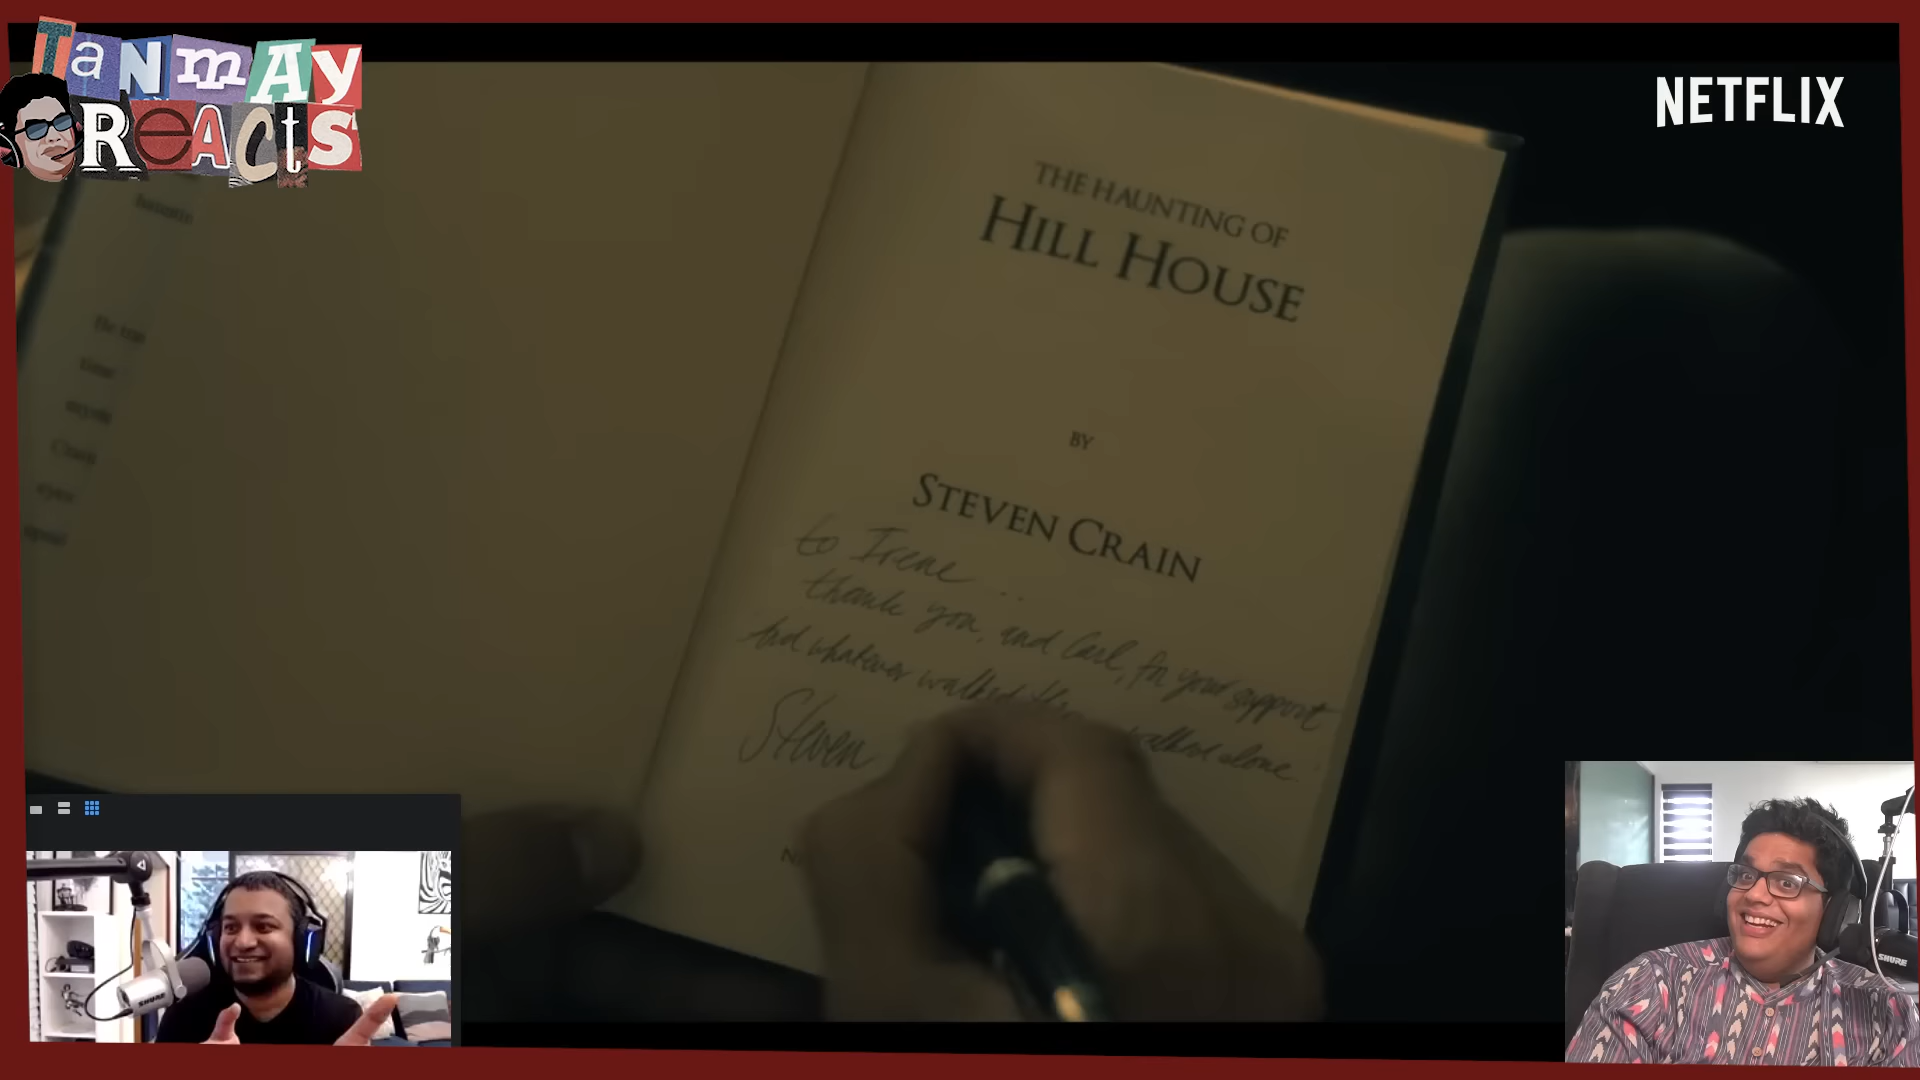 TaNmAy
REActS
NETFLIX
THE HAUNTING OF
HILL HOUSE
BY
STEVEN CRAIN
to Irene...
thank you, and Carl, for your support
And whatever walked there walked alone.
Steven
SHURE
SHURE